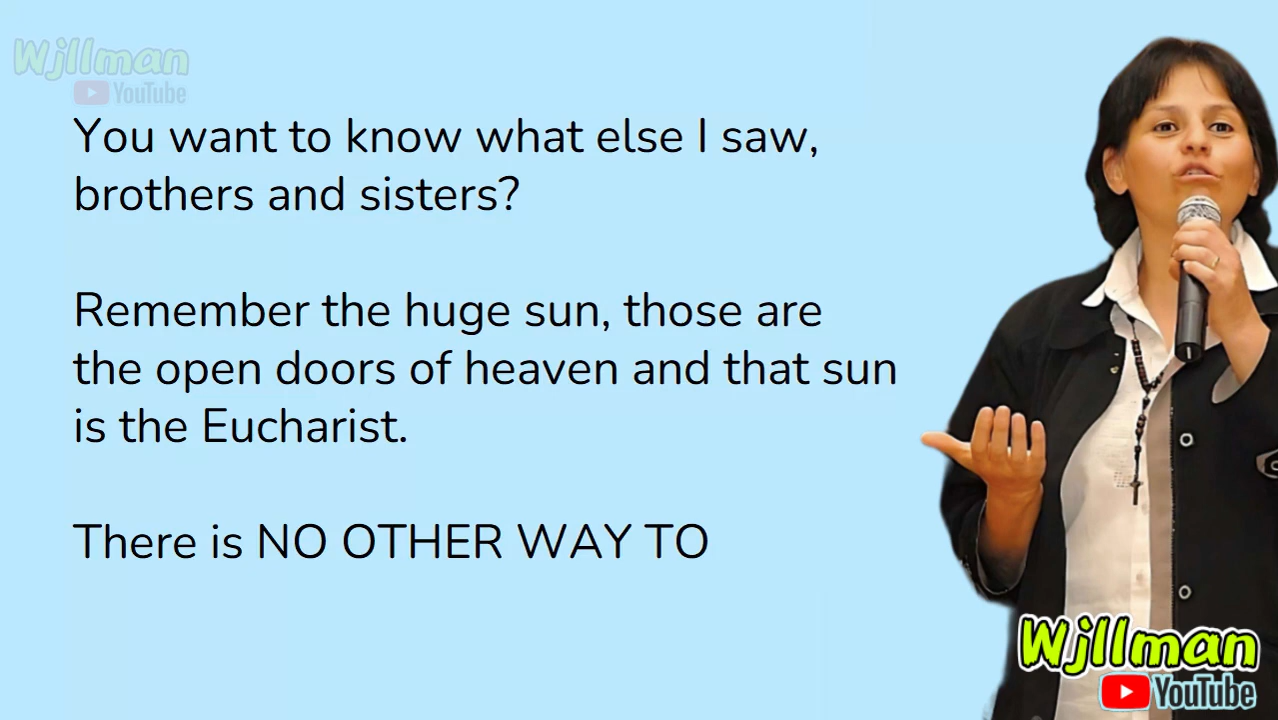 Wjllman
YouTube
You want to know what else I saw,
brothers and sisters?
Remember the huge sun, those are
the open doors of heaven and that sun
is the Eucharist.
There is NO OTHER WAY TO
Wjllman
YouTube